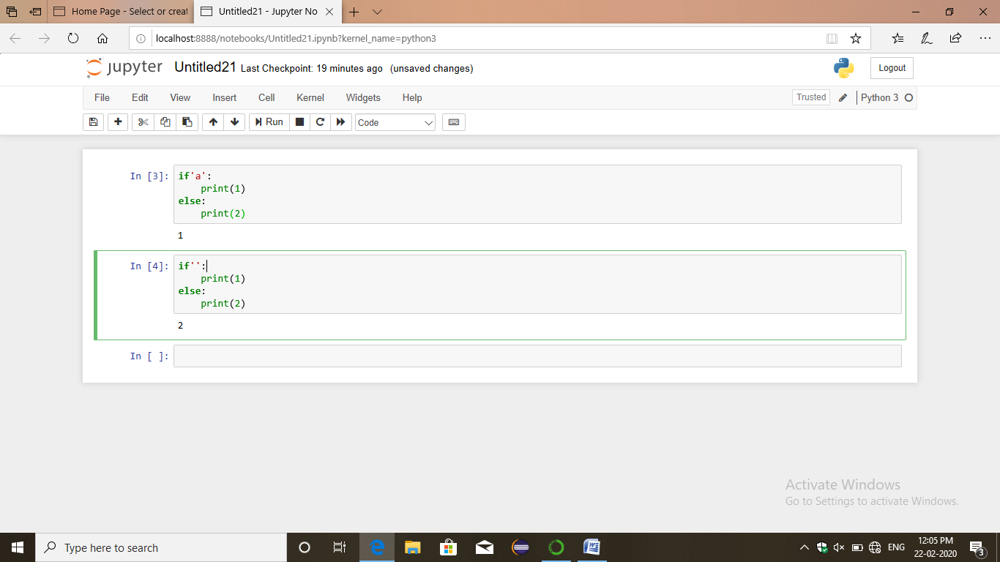 Home Page - Select or creat
Untitled21 - Jupyter No
localhost:8888/notebooks/Untitled21.ipynb?kernel_name=python3
jupyter Untitled21 Last Checkpoint: 19 minutes ago (unsaved changes)
Logout
File Edit View Insert Cell Kernel Widgets Help
Trusted Python 3
Run Code
In [3]: if'a':
print(1)
else:
print(2)
1
In [4]: if'':
print(1)
else:
print(2)
2
In [ ]:
Activate Windows
Go to Settings to activate Windows.
Type here to search
ENG
12:05 PM
22-02-2020
3